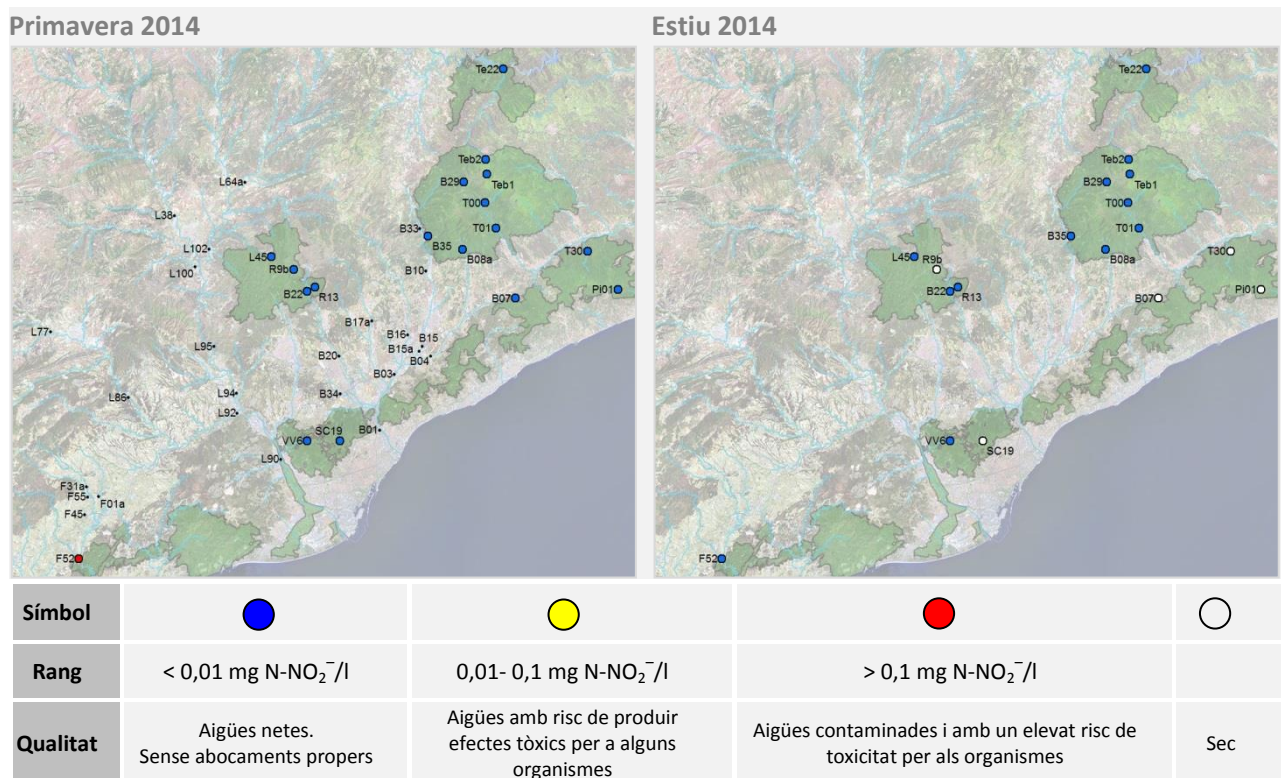 Primavera 2014
Estiu 2014
Te22
Teb2
B29
Teb1
T00
T01
L64a
L38
B33
B35
B08a
L102
L100
L45
R9b
B22
R13
B10
T30
Pi01
B07
L77
B17a
B16
B15
B15a
B04
L95
B20
B03
L86
L94
B34
L92
SC19
VV6
B01
L90
F31a
F55
F01a
F45
F52
Te22
Teb2
B29
Teb1
T00
T01
B35
B08a
L45
R9b
B22
R13
T30
Pi01
B07
VV6
SC19
F52
Símbol
Rang
< 0,01 mg N-NO₂⁻/l
0,01- 0,1 mg N-NO₂⁻/l
> 0,1 mg N-NO₂⁻/l
Qualitat
Aigües netes.
Sense abocaments propers
Aigües amb risc de produir
efectes tòxics per a alguns
organismes
Aigües contaminades i amb un elevat risc de
toxicitat per als organismes
Sec